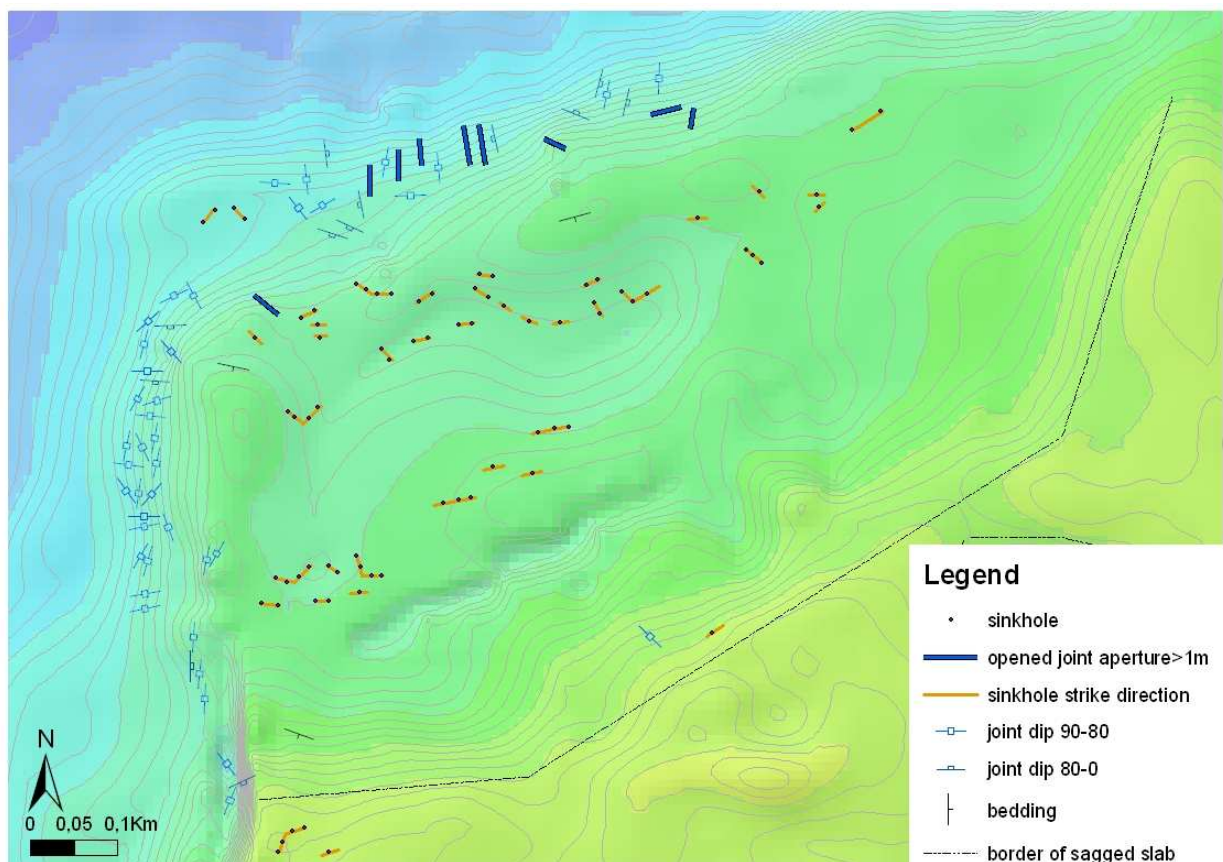 Legend
sinkhole
opened joint aperture>1m
sinkhole strike direction
joint dip 90-80
joint dip 80-0
bedding
border of sagged slab
N
0 0,05 0,1Km